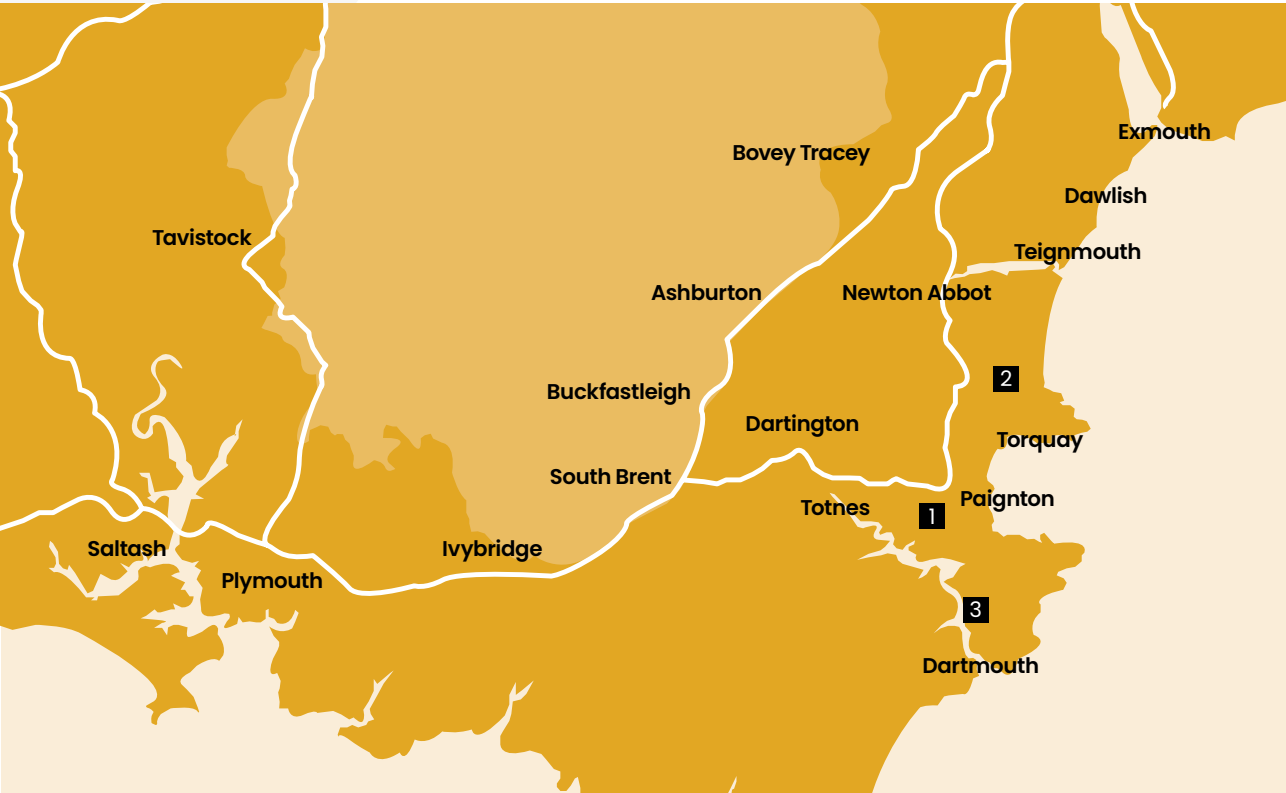 Exmouth
Bovey Tracey
Dawlish
Tavistock
Teignmouth
Ashburton
Newton Abbot
2
Buckfastleigh
Dartington
Torquay
South Brent
Paignton
Totnes
1
Saltash
Ivybridge
Plymouth
3
Dartmouth